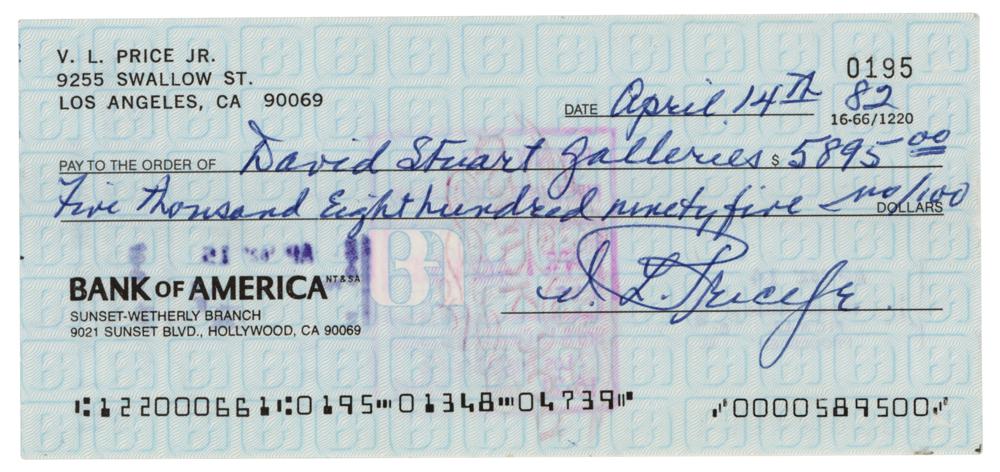 V. L. PRICE JR.
9255 SWALLOW ST.
LOS ANGELES, CA 90069
0195
DATE April 14th 82
16-66/1220
PAY TO THE ORDER OF David Stuart Galleries $ 5895 00
Five Thousand Eight hundred ninety five no/100 DOLLARS
BANK OF AMERICA NT&SA
SUNSET-WETHERLY BRANCH
9021 SUNSET BLVD., HOLLYWOOD, CA 90069
V. L. Price Jr.
⑆122000661⑆0195⑈01348⑈04739⑈ ⑈0000589500⑈